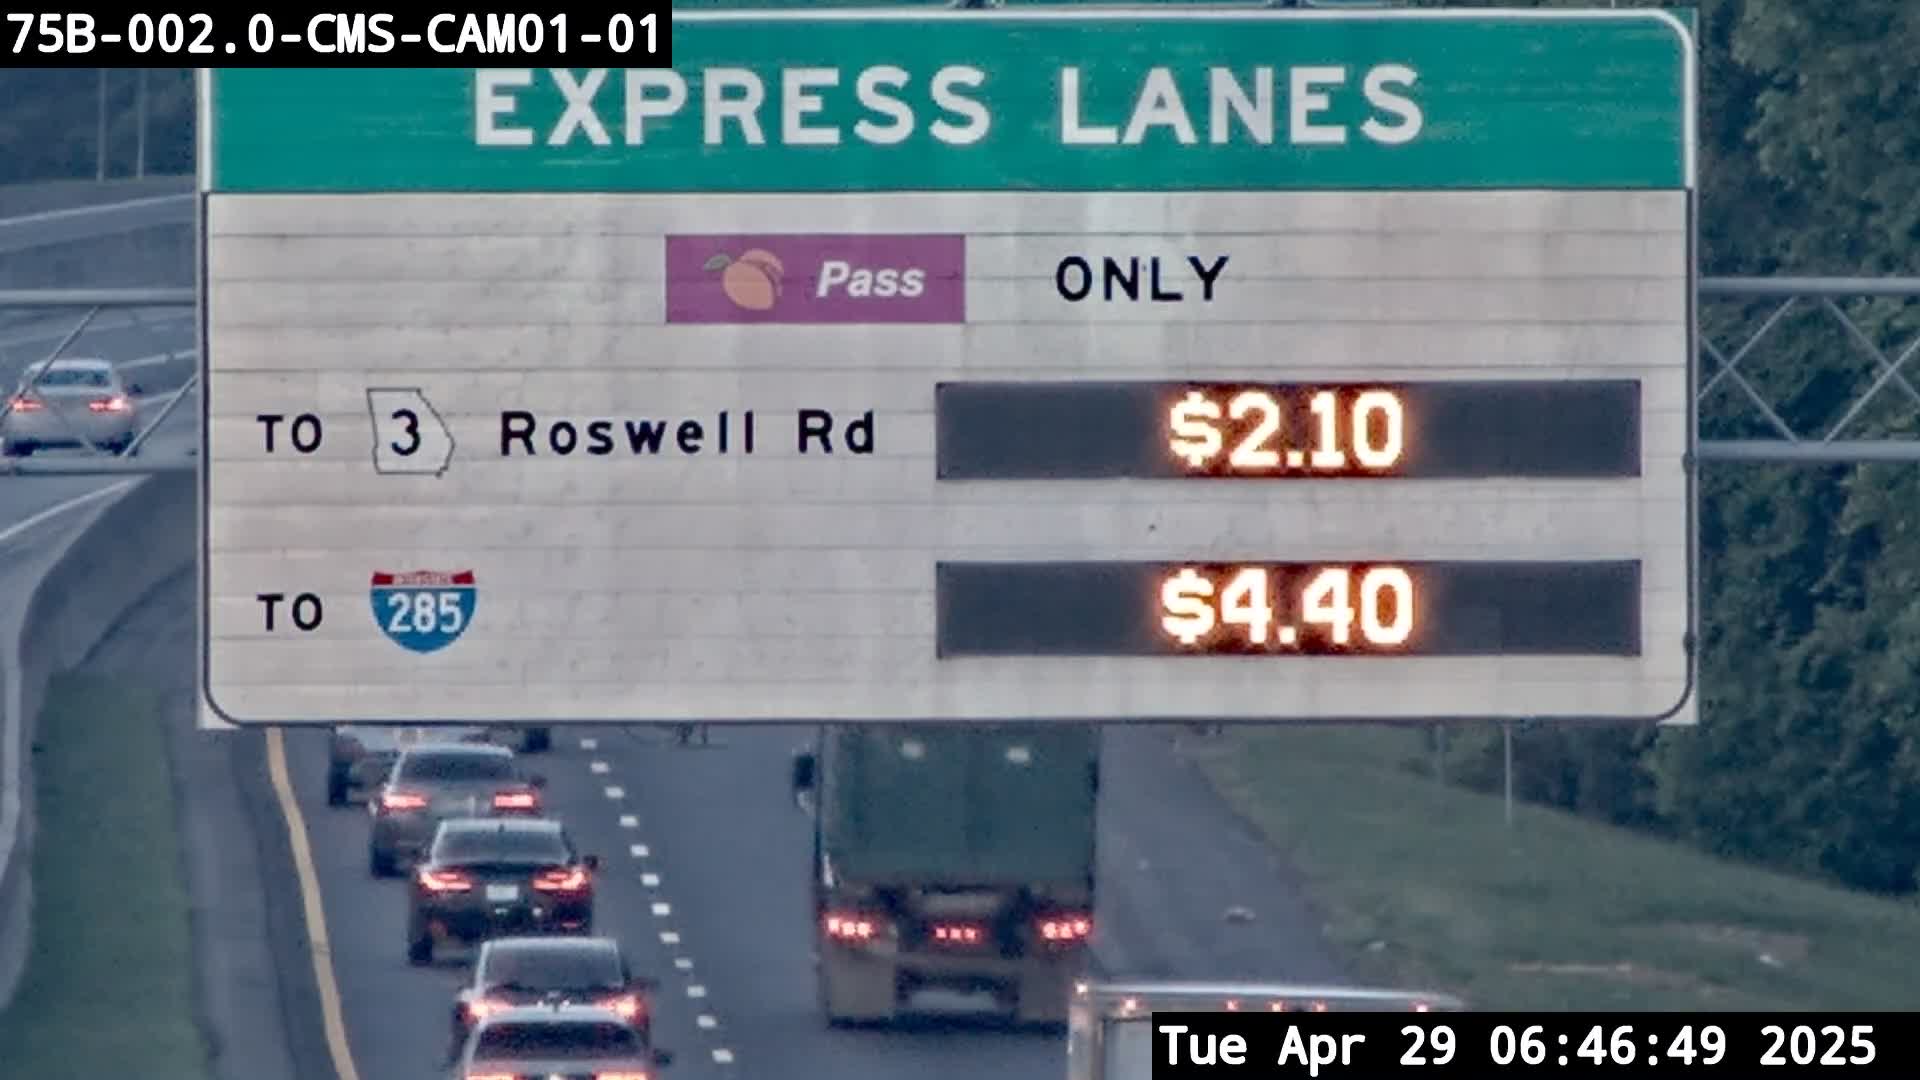 75B-002.0-CMS-CAM01-01
EXPRESS LANES
Pass ONLY
TO 3 Roswell Rd $2.10
TO 285 $4.40
Tue Apr 29 06:46:49 2025